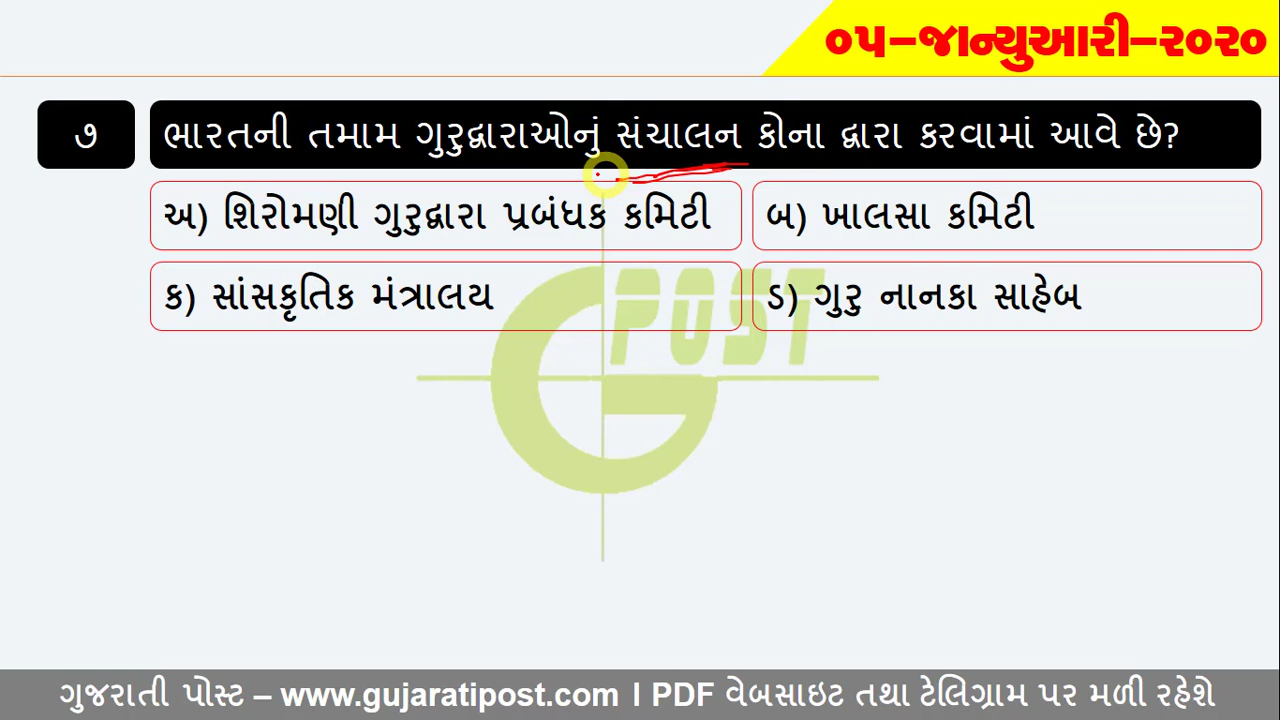 ૦૫–જાન્યુઆરી–૨૦૨૦
૭
ભારતની તમામ ગુરુદ્વારાઓનું સંચાલન કોના દ્વારા કરવામાં આવે છે?
અ) શિરોમણી ગુરુદ્વારા પ્રબંધક કમિટી
બ) ખાલસા કમિટી
ક) સાંસકૃતિક મંત્રાલય
ડ) ગુરુ નાનકા સાહેબ
G POST
ગુજરાતી પોસ્ટ – www.gujaratipost.com I PDF વેબસાઇટ તથા ટેલિગ્રામ પર મળી રહેશે